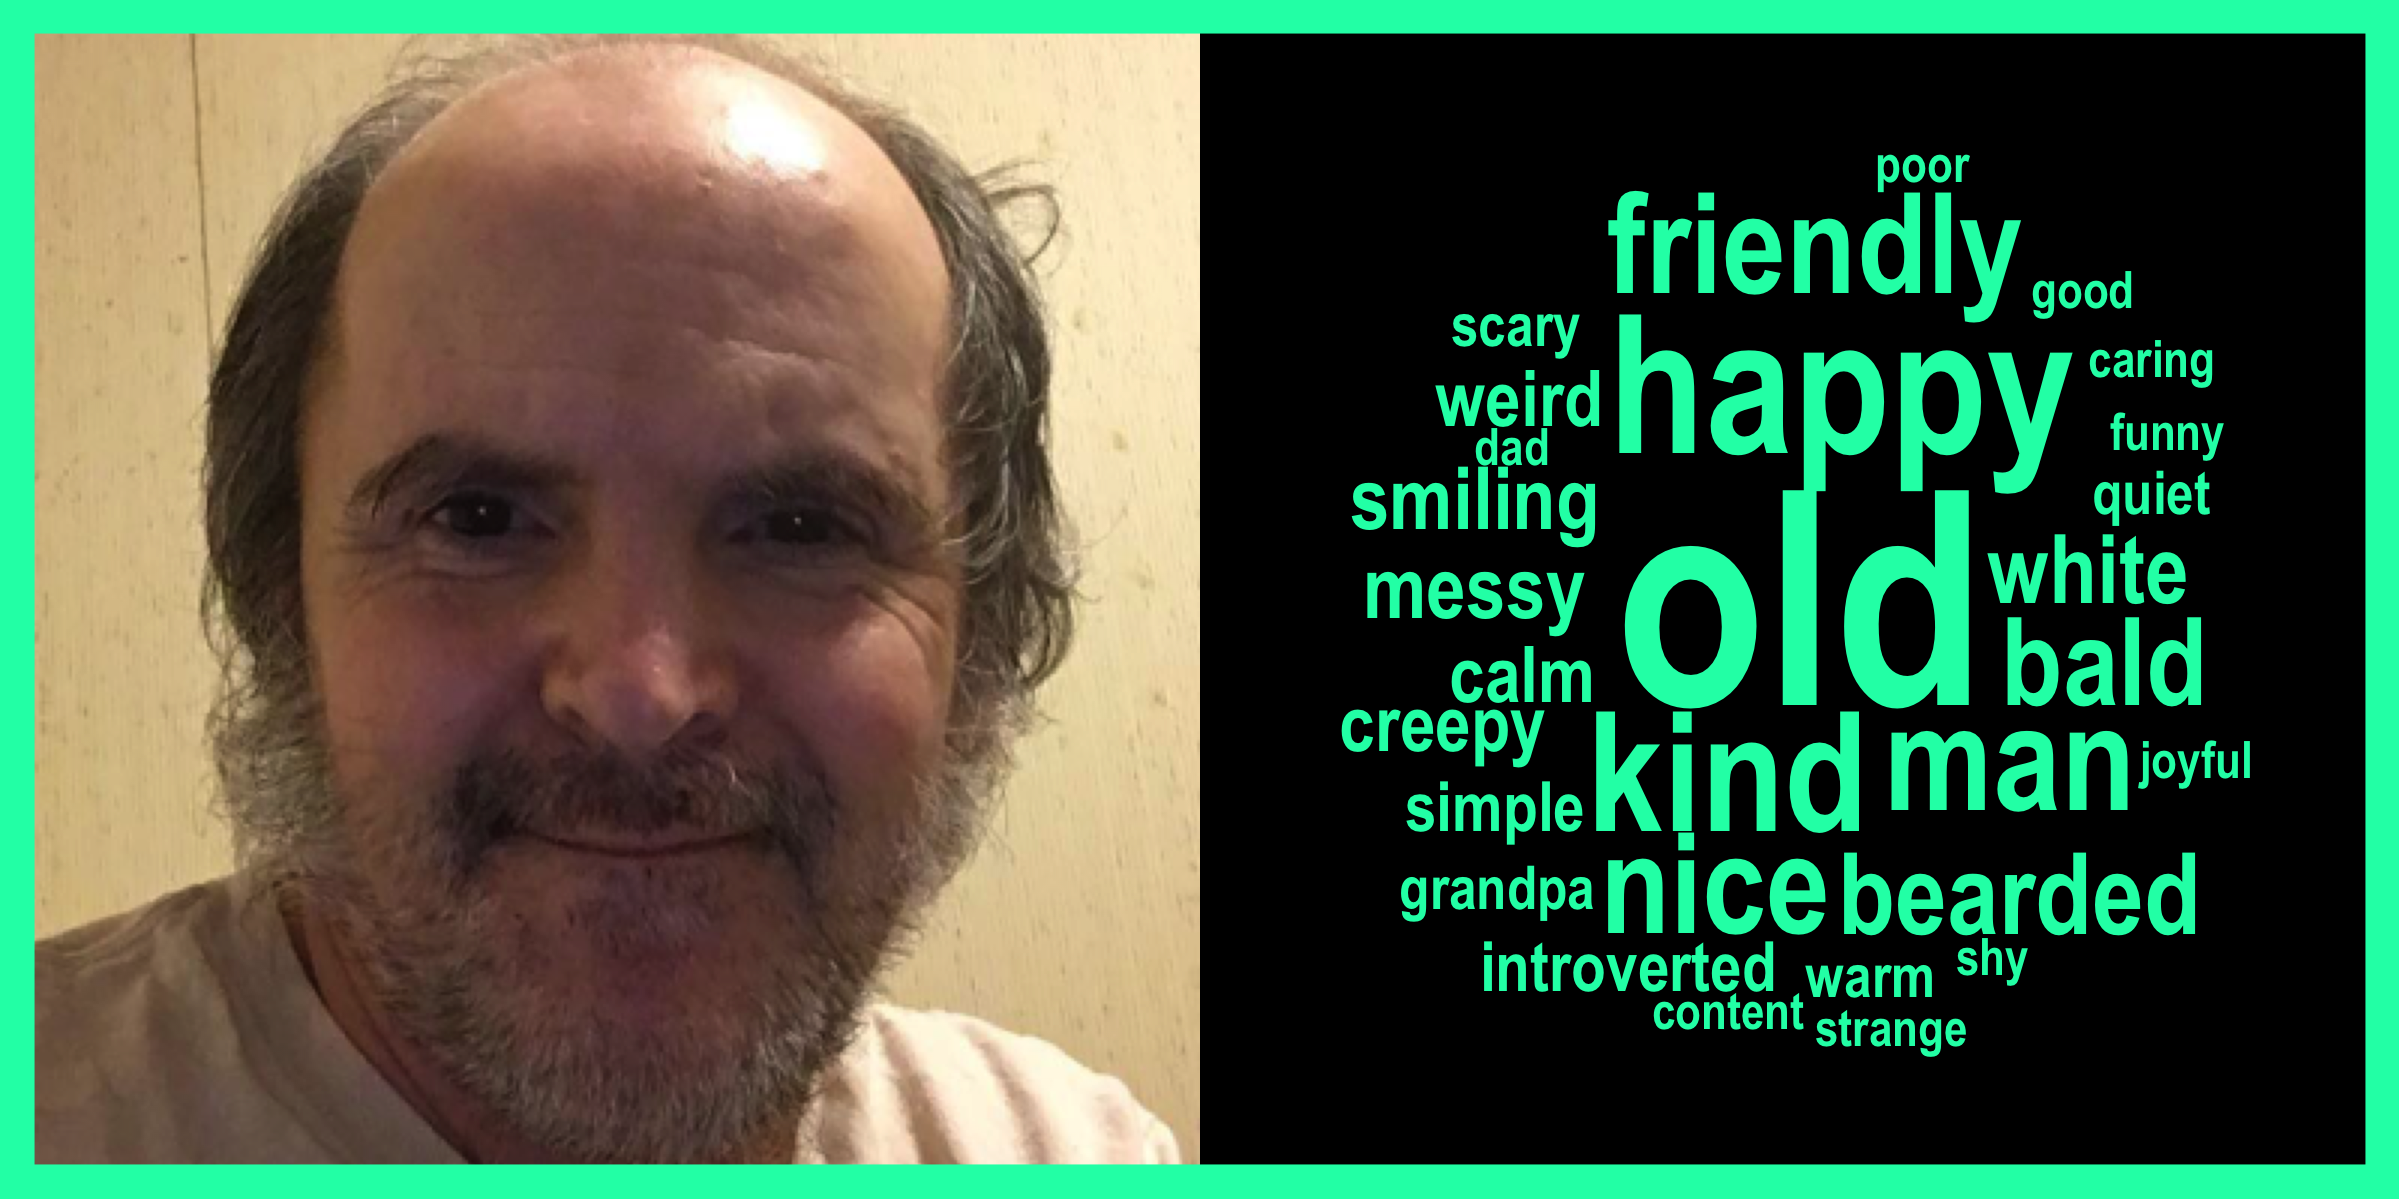 poor
friendly
good
scary
happy
caring
weird
funny
dad
smiling
quiet
old
white
messy
bald
calm
creepy
kind
man
joyful
simple
grandpa
nice
bearded
introverted
warm
shy
content
strange